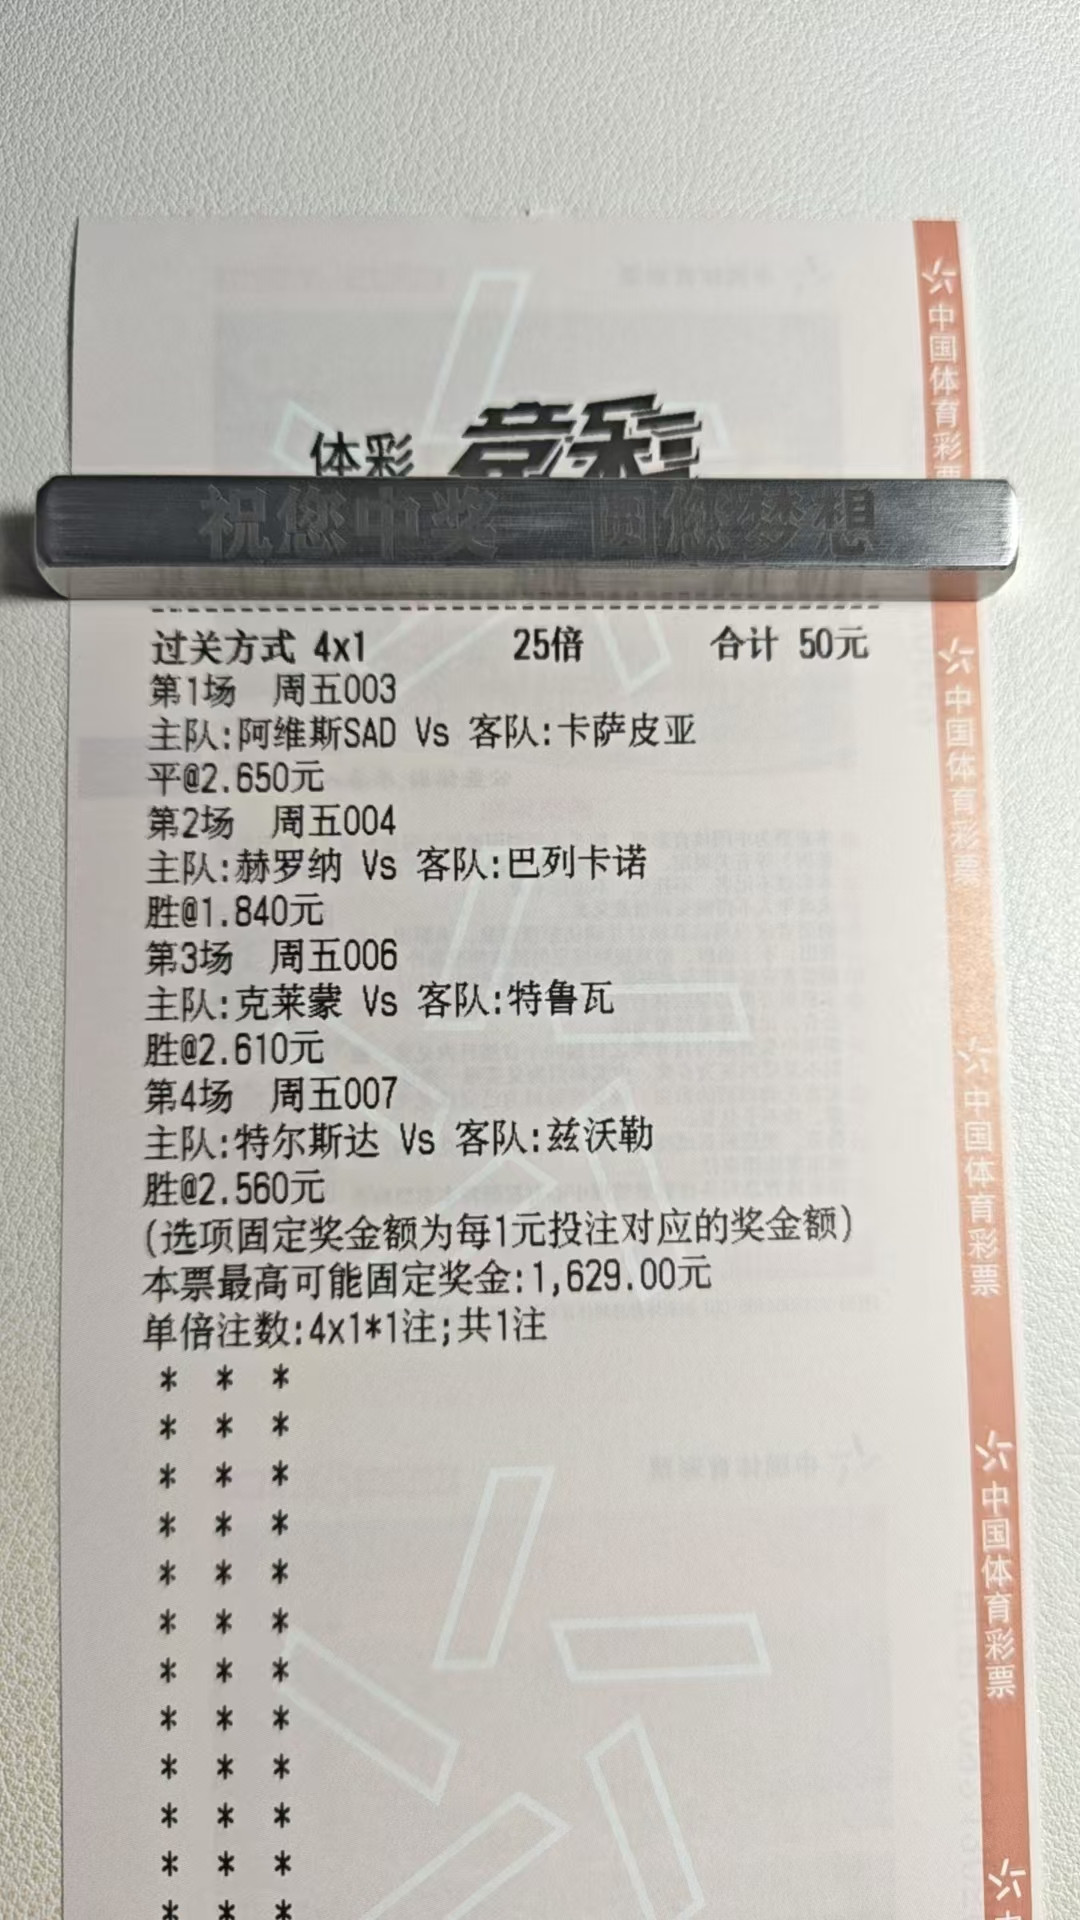 体彩 竞彩
祝您中奖 圆您梦想
过关方式 4x1 25倍 合计 50元
第1场 周五003
主队:阿维斯SAD Vs 客队:卡萨皮亚
平@2.650元
第2场 周五004
主队:赫罗纳 Vs 客队:巴列卡诺
胜@1.840元
第3场 周五006
主队:克莱蒙 Vs 客队:特鲁瓦
胜@2.610元
第4场 周五007
主队:特尔斯达 Vs 客队:兹沃勒
胜@2.560元
(选项固定奖金额为每1元投注对应的奖金额)
本票最高可能固定奖金:1,629.00元
单倍注数:4x1*1注;共1注
* * *
* * *
* * *
* * *
* * *
* * *
* * *
* * *
* * *
* * *
* * *
* * *
中国体育彩票
中国体育彩票
中国体育彩票
中国体育彩票
中